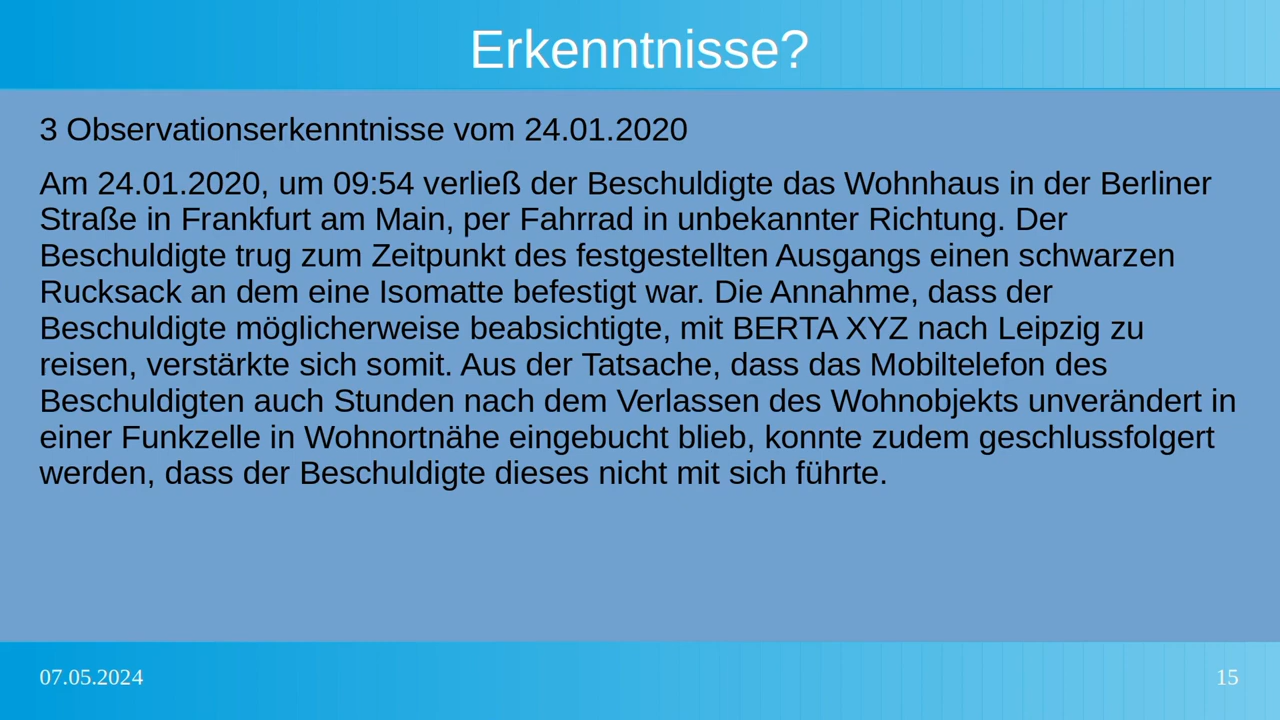 Erkenntnisse?
3 Observationserkenntnisse vom 24.01.2020
Am 24.01.2020, um 09:54 verließ der Beschuldigte das Wohnhaus in der Berliner
Straße in Frankfurt am Main, per Fahrrad in unbekannter Richtung. Der
Beschuldigte trug zum Zeitpunkt des festgestellten Ausgangs einen schwarzen
Rucksack an dem eine Isomatte befestigt war. Die Annahme, dass der
Beschuldigte möglicherweise beabsichtigte, mit BERTA XYZ nach Leipzig zu
reisen, verstärkte sich somit. Aus der Tatsache, dass das Mobiltelefon des
Beschuldigten auch Stunden nach dem Verlassen des Wohnobjekts unverändert in
einer Funkzelle in Wohnortnähe eingebucht blieb, konnte zudem geschlussfolgert
werden, dass der Beschuldigte dieses nicht mit sich führte.
07.05.2024
15